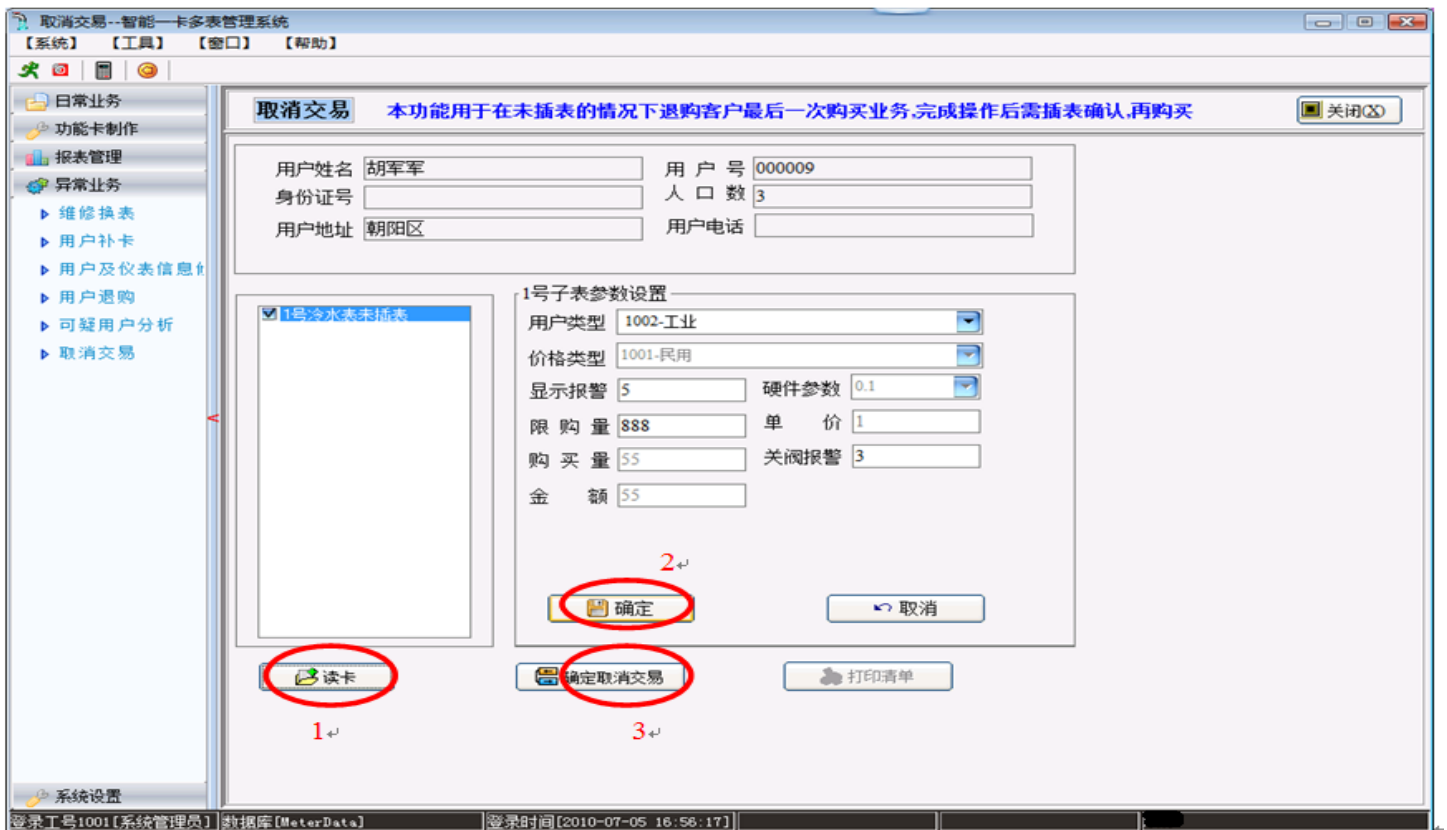 取消交易--智能一卡多表管理系统
【系统】 【工具】 【窗口】 【帮助】
日常业务
功能卡制作
报表管理
异常业务
维修换表
用户补卡
用户及仪表信息
用户退购
可疑用户分析
取消交易
系统设置
取消交易 本功能用于在未插表的情况下退购客户最后一次购买业务,完成操作后需插表确认,再购买 关闭(X)
用户姓名 胡军军 用户号 000009
身份证号 人口数 3
用户地址 朝阳区 用户电话
1号冷水表未插表
1号子表参数设置
用户类型 1002-工业
价格类型 1001-民用
显示报警 5 硬件参数 0.1
限购量 888 单价 1
购买量 55 关阀报警 3
金额 55
2
确定 取消
读卡 确定取消交易 打印清单
1 3
登录工号1001[系统管理员] 数据库[MeterData] 登录时间[2010-07-05 16:56:17]